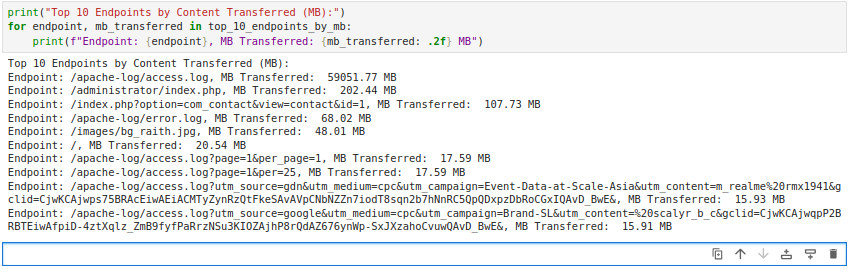 print("Top 10 Endpoints by Content Transferred (MB):")
for endpoint, mb_transferred in top_10_endpoints_by_mb:
    print(f"Endpoint: {endpoint}, MB Transferred: {mb_transferred: .2f} MB")
Top 10 Endpoints by Content Transferred (MB):
Endpoint: /apache-log/access.log, MB Transferred:  59051.77 MB
Endpoint: /administrator/index.php, MB Transferred:  202.44 MB
Endpoint: /index.php?option=com_contact&view=contact&id=1, MB Transferred:  107.73 MB
Endpoint: /apache-log/error.log, MB Transferred:  68.02 MB
Endpoint: /images/bg_raith.jpg, MB Transferred:  48.01 MB
Endpoint: /, MB Transferred:  20.54 MB
Endpoint: /apache-log/access.log?page=1&per_page=1, MB Transferred:  17.59 MB
Endpoint: /apache-log/access.log?page=1&per=25, MB Transferred:  17.59 MB
Endpoint: /apache-log/access.log?utm_source=gdn&utm_medium=cpc&utm_campaign=Event-Data-at-Scale-Asia&utm_content=m_realme%20rmx1941&g
clid=CjwKCAjwps75BRAcEiwAEiACMTyZynRzQtFkeSAvAVpCNbNZZn7iodT8sqn2b7hNnRC5QpQDxpzDbRoCGxIQAvD_BwE&, MB Transferred:  15.93 MB
Endpoint: /apache-log/access.log?utm_source=google&utm_medium=cpc&utm_campaign=Brand-SL&utm_content=%20scalyr_b_c&gclid=CjwKCAjwqpP2B
RBTEiwAfpiD-4ztXqlz_ZmB9fyfPaRrzNSu3KIOZAjhP8rQdAZ676ynWp-SxJXzahoCvuwQAvD_BwE&, MB Transferred:  15.91 MB